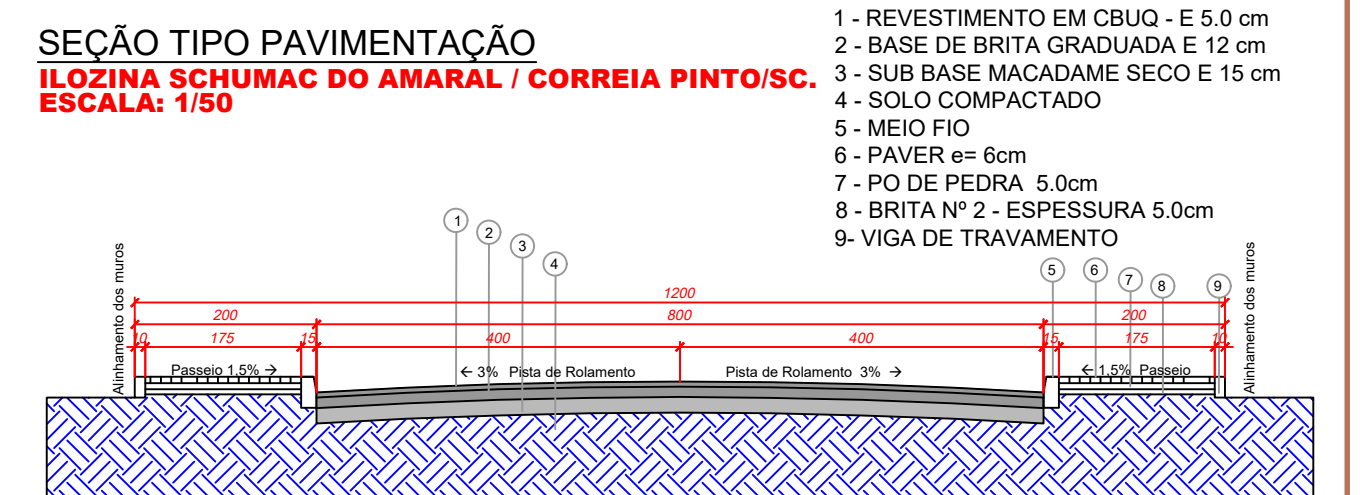 SEÇÃO TIPO PAVIMENTAÇÃO
ILOZINA SCHUMAC DO AMARAL / CORREIA PINTO/SC.
ESCALA: 1/50
1 - REVESTIMENTO EM CBUQ - E 5.0 cm
2 - BASE DE BRITA GRADUADA E 12 cm
3 - SUB BASE MACADAME SECO E 15 cm
4 - SOLO COMPACTADO
5 - MEIO FIO
6 - PAVER e= 6cm
7 - PO DE PEDRA 5.0cm
8 - BRITA Nº 2 - ESPESSURA 5.0cm
9- VIGA DE TRAVAMENTO
1 2 3 4 5 6 7 8 9
Alinhamento dos muros
Alinhamento dos muros
1200
200 800 200
10 175 15 400 400 15 175 10
Passeio 1,5% → ← 3% Pista de Rolamento Pista de Rolamento 3% → ← 1,5% Passeio